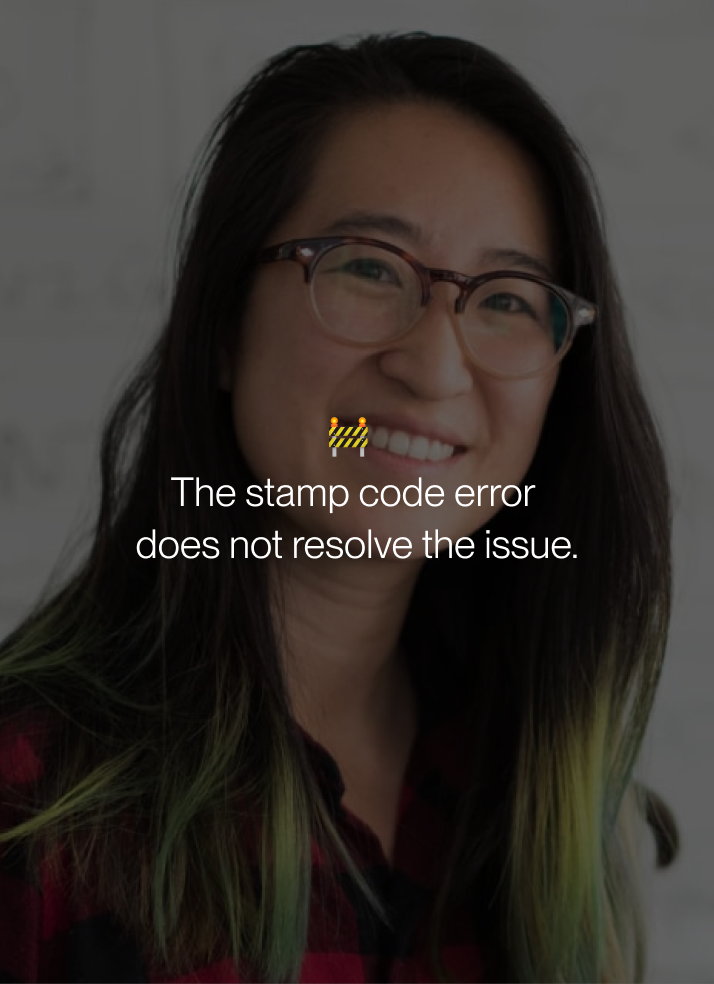 🚧
The stamp code error
does not resolve the issue.